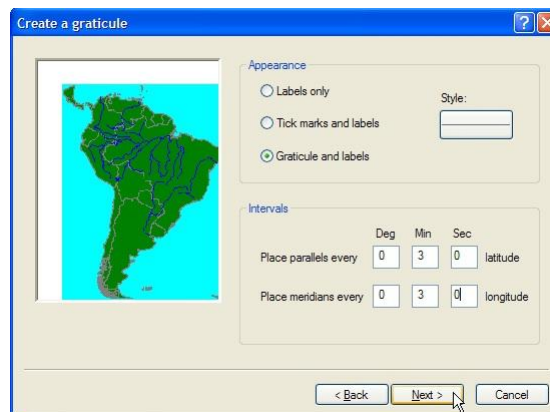 Create a graticule
Appearance
Labels only
Style:
Tick marks and labels
Graticule and labels
Intervals
Deg Min Sec
Place parallels every 0 3 0 latitude
Place meridians every 0 3 0 longitude
< Back Next > Cancel